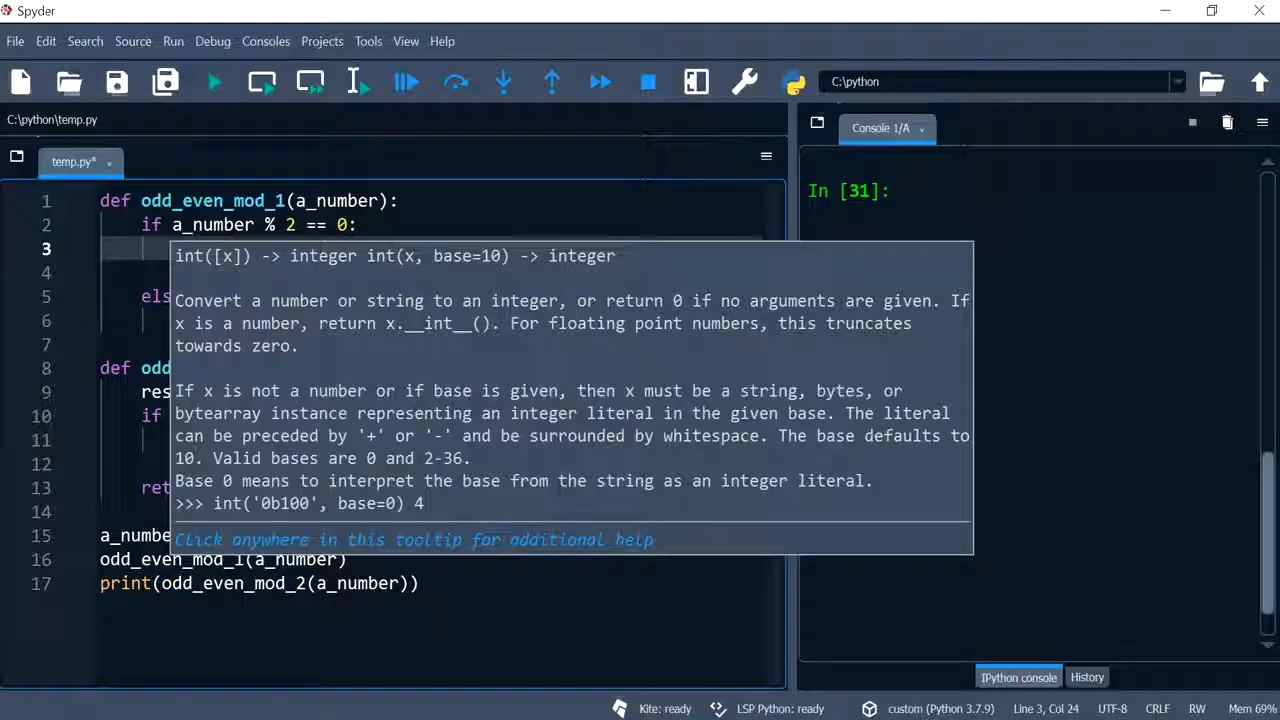 Spyder
File Edit Search Source Run Debug Consoles Projects Tools View Help
C:\python
C:\python\temp.py
temp.py*
Console 1/A
1 def odd_even_mod_1(a_number):
2 if a_number % 2 == 0:
3
4
5 els
6
7
8 def odd
9 res
10 if
11
12
13 ret
14
15 a_numbe
16 odd_even_mod_1(a_number)
17 print(odd_even_mod_2(a_number))
int([x]) -> integer int(x, base=10) -> integer
Convert a number or string to an integer, or return 0 if no arguments are given. If
x is a number, return x.__int__(). For floating point numbers, this truncates
towards zero.
If x is not a number or if base is given, then x must be a string, bytes, or
bytearray instance representing an integer literal in the given base. The literal
can be preceded by '+' or '-' and be surrounded by whitespace. The base defaults to
10. Valid bases are 0 and 2-36.
Base 0 means to interpret the base from the string as an integer literal.
>>> int('0b100', base=0) 4
Click anywhere in this tooltip for additional help
In [31]:
IPython console History
Kite: ready LSP Python: ready custom (Python 3.7.9) Line 3, Col 24 UTF-8 CRLF RW Mem 69%